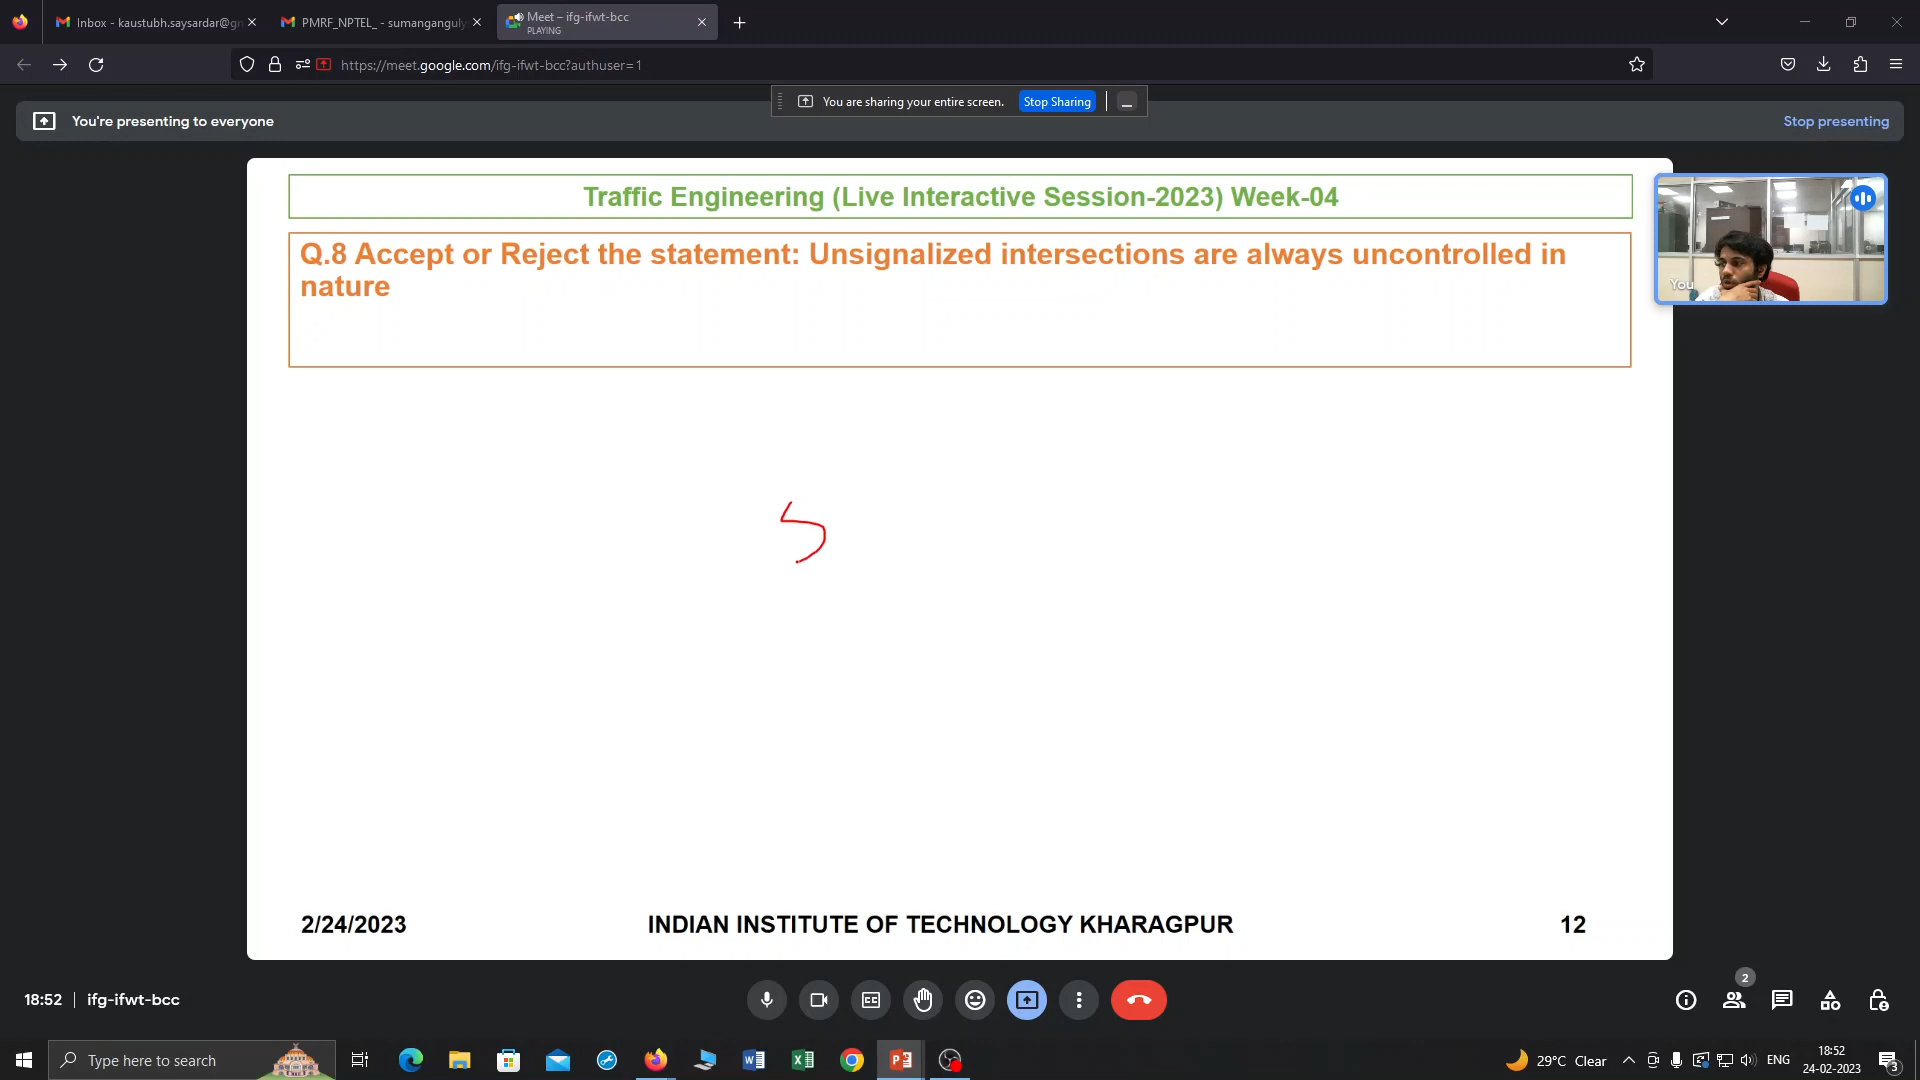 Inbox - kaustubh.saysardar@gn
PMRF_NPTEL_ - sumanganguly
Meet – ifg-ifwt-bcc
PLAYING
https://meet.google.com/ifg-ifwt-bcc?authuser=1
You are sharing your entire screen.
Stop Sharing
You're presenting to everyone
Stop presenting
Traffic Engineering (Live Interactive Session-2023) Week-04
Q.8 Accept or Reject the statement: Unsignalized intersections are always uncontrolled in
nature
You
2/24/2023
INDIAN INSTITUTE OF TECHNOLOGY KHARAGPUR
12
18:52
ifg-ifwt-bcc
2
Type here to search
29°C Clear
ENG
18:52
24-02-2023
3